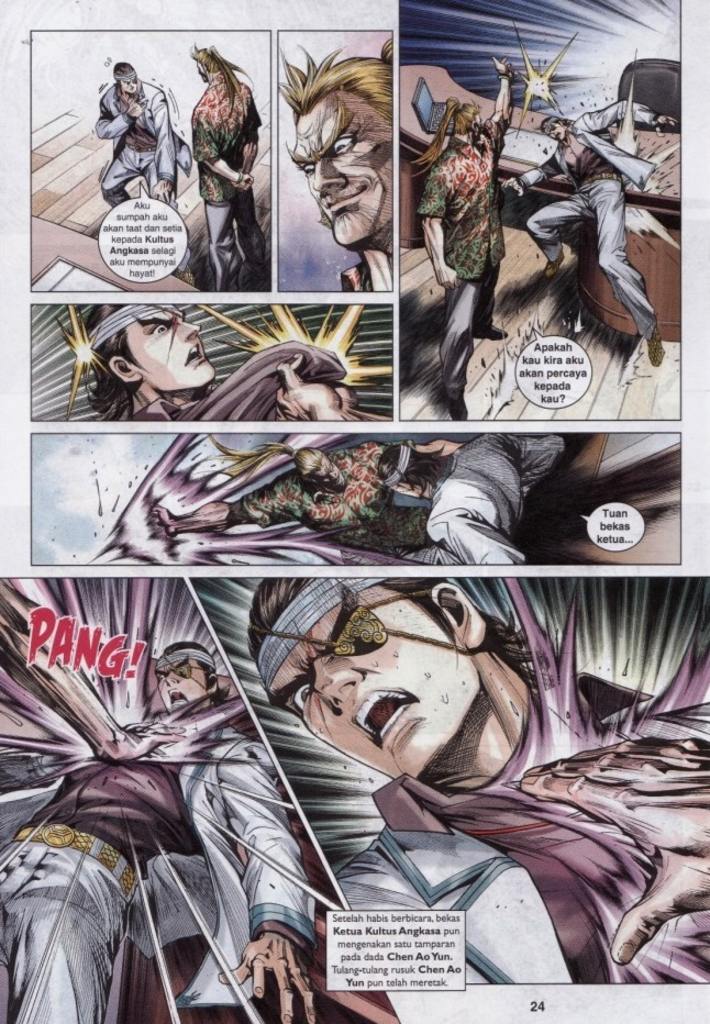 Aku
sumpah aku
akan taat dan setia
kepada Kultus
Angkasa selagi
aku mempunyai
hayat!
Apakah
kau kira aku
akan percaya
kepada
kau?
Tuan
bekas
ketua...
PANG!
Setelah habis berbicara, bekas
Ketua Kultus Angkasa pun
mengenakan satu tamparan
pada dada Chen Ao Yun.
Tulang-tulang rusuk Chen Ao
Yun pun telah meretak.
24